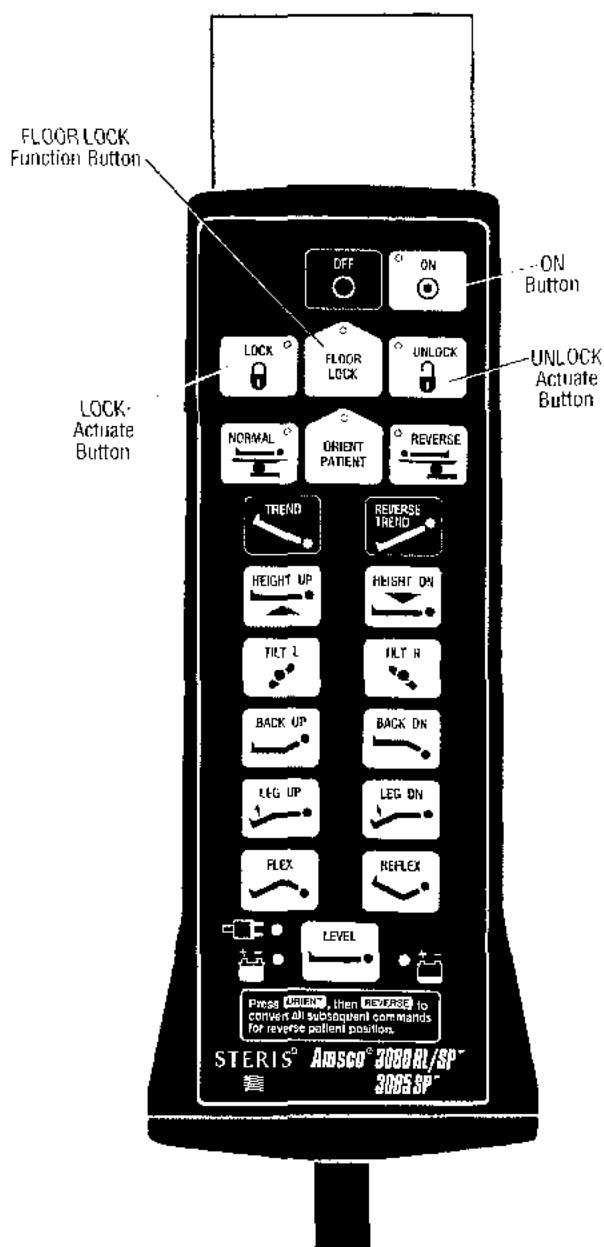 FLOOR LOCK
Function Button
OFF
ON
ON
Button
LOCK
FLOOR
LOCK
UNLOCK
UNLOCK
Actuate
Button
LOCK
Actuate
Button
NORMAL
ORIENT
PATIENT
REVERSE
TREND
REVERSE
TREND
HEIGHT UP
HEIGHT DN
TILT L
TILT R
BACK UP
BACK DN
LEG UP
LEG DN
FLEX
REFLEX
LEVEL
+ −
+ −
Press ORIENT, then REVERSE, to
convert all subsequent commands
for reverse patient position.
STERIS® Amsco® 3080 RL/SP™
3085 SP™